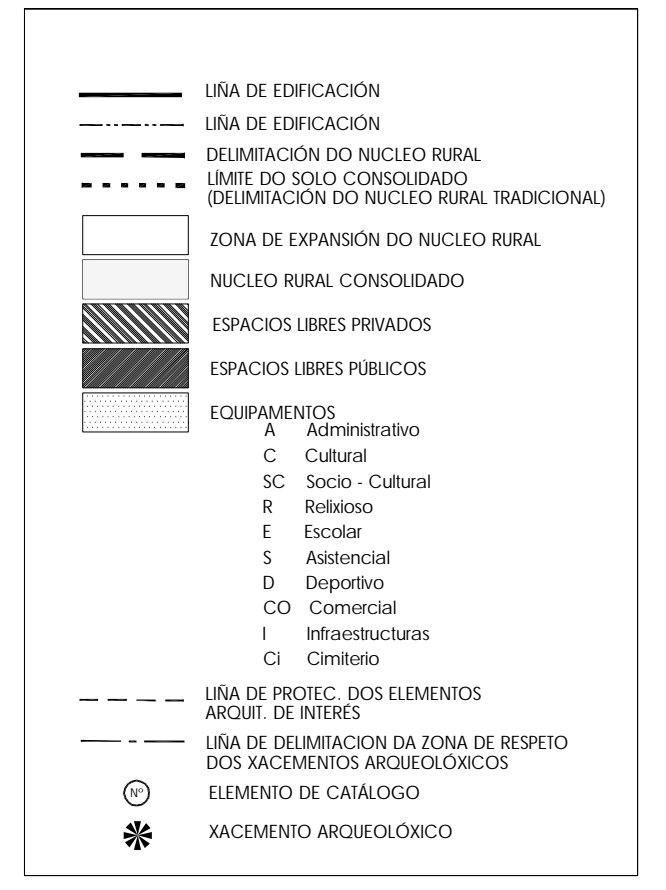 LIÑA DE EDIFICACIÓN
LIÑA DE EDIFICACIÓN
DELIMITACIÓN DO NUCLEO RURAL
LÍMITE DO SOLO CONSOLIDADO
(DELIMITACIÓN DO NUCLEO RURAL TRADICIONAL)
ZONA DE EXPANSIÓN DO NUCLEO RURAL
NUCLEO RURAL CONSOLIDADO
ESPACIOS LIBRES PRIVADOS
ESPACIOS LIBRES PÚBLICOS
EQUIPAMENTOS
A Administrativo
C Cultural
SC Socio - Cultural
R Relixioso
E Escolar
S Asistencial
D Deportivo
CO Comercial
I Infraestructuras
Ci Cimiterio
LIÑA DE PROTEC. DOS ELEMENTOS
ARQUIT. DE INTERÉS
LIÑA DE DELIMITACION DA ZONA DE RESPETO
DOS XACEMENTOS ARQUEOLÓXICOS
Nº ELEMENTO DE CATÁLOGO
XACEMENTO ARQUEOLÓXICO